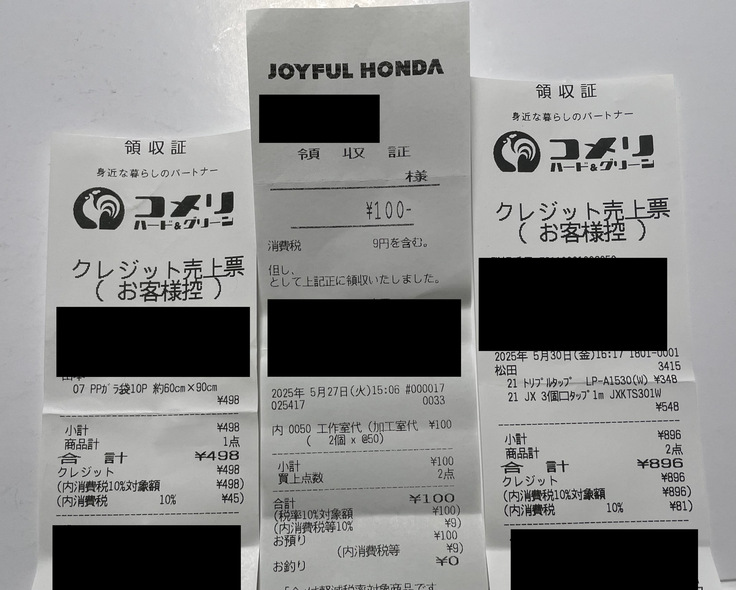 領収証
身近な暮らしのパートナー
コメリ
ハード&グリーン
クレジット売上票
( お客様控 )
07 PPガラ袋10P 約60cm×90cm
¥498
小計 ¥498
商品計 1点
合 計 ¥498
クレジット ¥498
(内消費税10%対象額 ¥498)
(内消費税 10% ¥45)
JOYFUL HONDA
領 収 証
様
¥100-
消費税 9円を含む。
但し、
として上記正に領収いたしました。
2025年 5月27日(火)15:06 #000017
025417 0033
内 0050 工作室代（加工室代 ¥100
( 2個 x @50)
小計 ¥100
買上点数 2点
合計 ¥100
(税率10%対象額 ¥100)
(内消費税等10% ¥9)
お預り ¥100
(内消費税等 ¥9)
お釣り ¥0
領収証
身近な暮らしのパートナー
コメリ
ハード&グリーン
クレジット売上票
( お客様控 )
2025年 5月30日(金)16:17 1801-0001
松田 3415
21 トリプルタップ LP-A1530(W) ¥348
21 JX 3個口タップ1m JXKTS301W
¥548
小計 ¥896
商品計 2点
合 計 ¥896
クレジット ¥896
(内消費税10%対象額 ¥896)
(内消費税 10% ¥81)